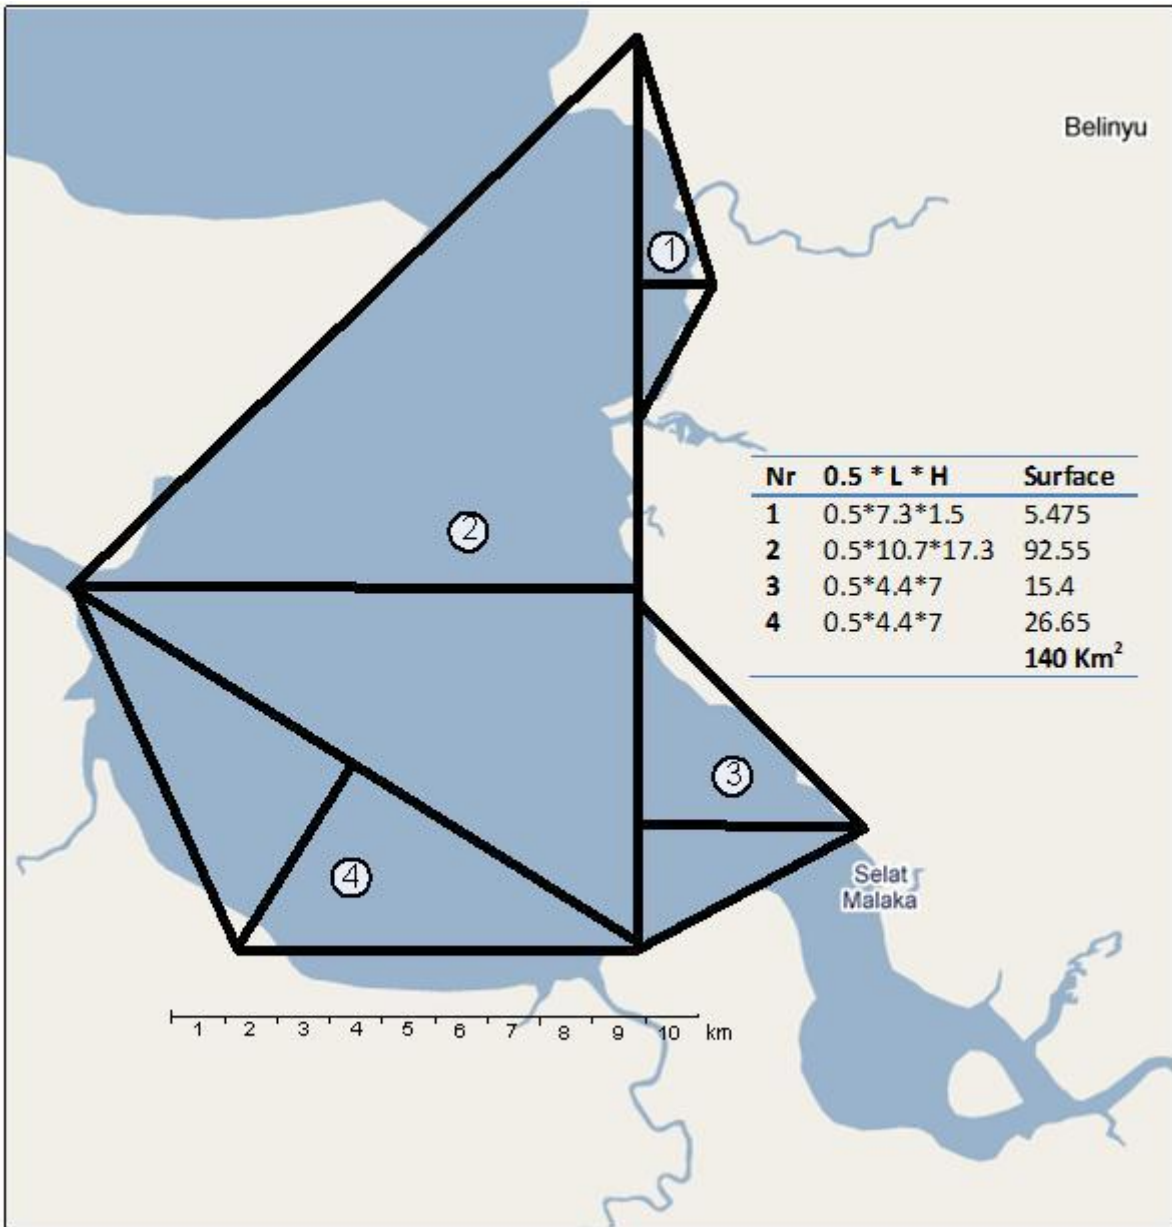 Belinyu
1
2
Nr 0.5 * L * H Surface
1 0.5*7.3*1.5 5.475
2 0.5*10.7*17.3 92.55
3 0.5*4.4*7 15.4
4 0.5*4.4*7 26.65
140 Km²
3
4
Selat
Malaka
1 2 3 4 5 6 7 8 9 10 km